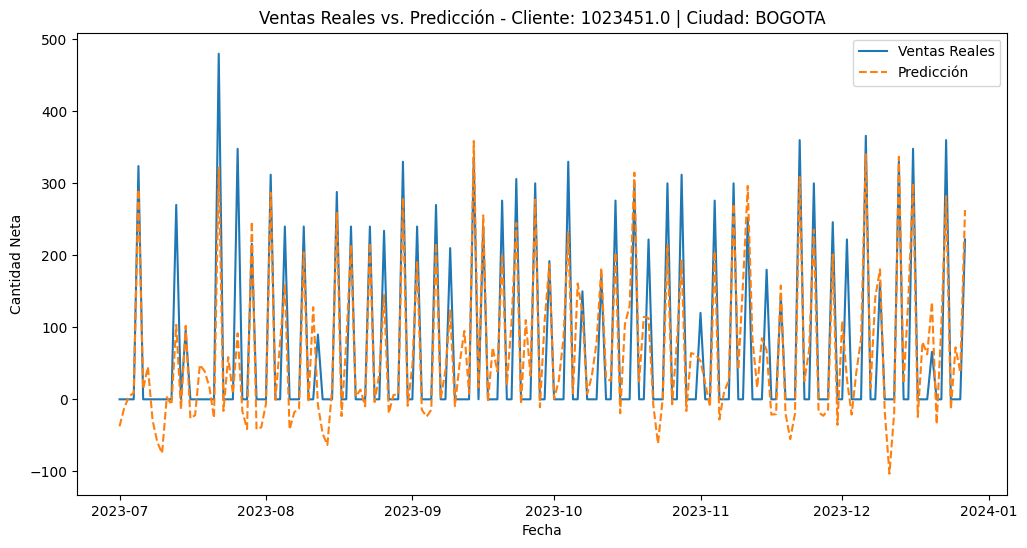 Ventas Reales vs. Predicción - Cliente: 1023451.0 | Ciudad: BOGOTA
Ventas Reales
Predicción
Cantidad Neta
500
400
300
200
100
0
−100
2023-07
2023-08
2023-09
2023-10
2023-11
2023-12
2024-01
Fecha